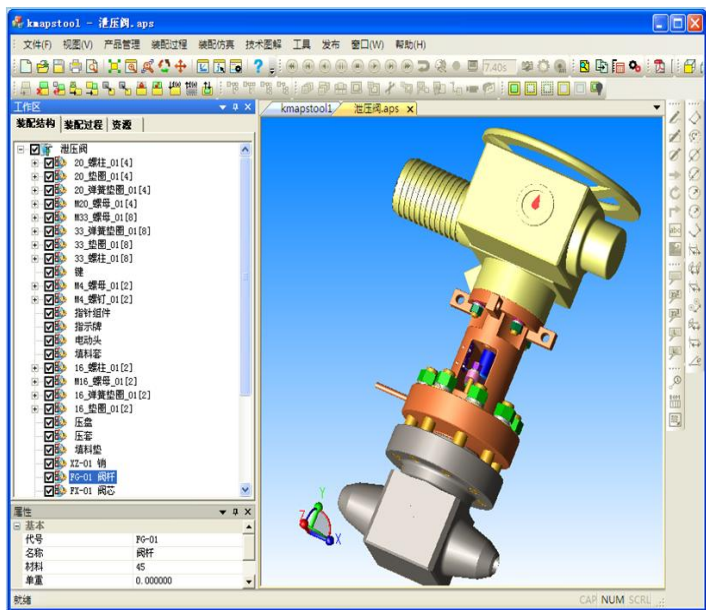 kmapstool - 泄压阀.aps
文件(F) 视图(V) 产品管理 装配过程 装配仿真 技术图解 工具 发布 窗口(W) 帮助(H)
7.40s
工作区
kmapstool1 泄压阀.aps
装配结构 装配过程 资源
泄压阀
20_螺柱_01[4]
20_垫圈_01[4]
20_弹簧垫圈_01[4]
M20_螺母_01[4]
M33_螺母_01[8]
33_弹簧垫圈_01[8]
33_垫圈_01[8]
33_螺柱_01[8]
键
M4_螺母_01[2]
M4_螺钉_01[2]
指针组件
指示牌
电动头
填料套
16_螺柱_01[2]
M16_螺母_01[2]
16_弹簧垫圈_01[2]
16_垫圈_01[2]
压盘
压套
填料垫
XZ-01 销
FG-01 阀杆
FX-01 阀芯
abc
Y
Z
X
属性
基本
代号 FG-01
名称 阀杆
材料 45
单重 0.000000
就绪
CAP NUM SCRL